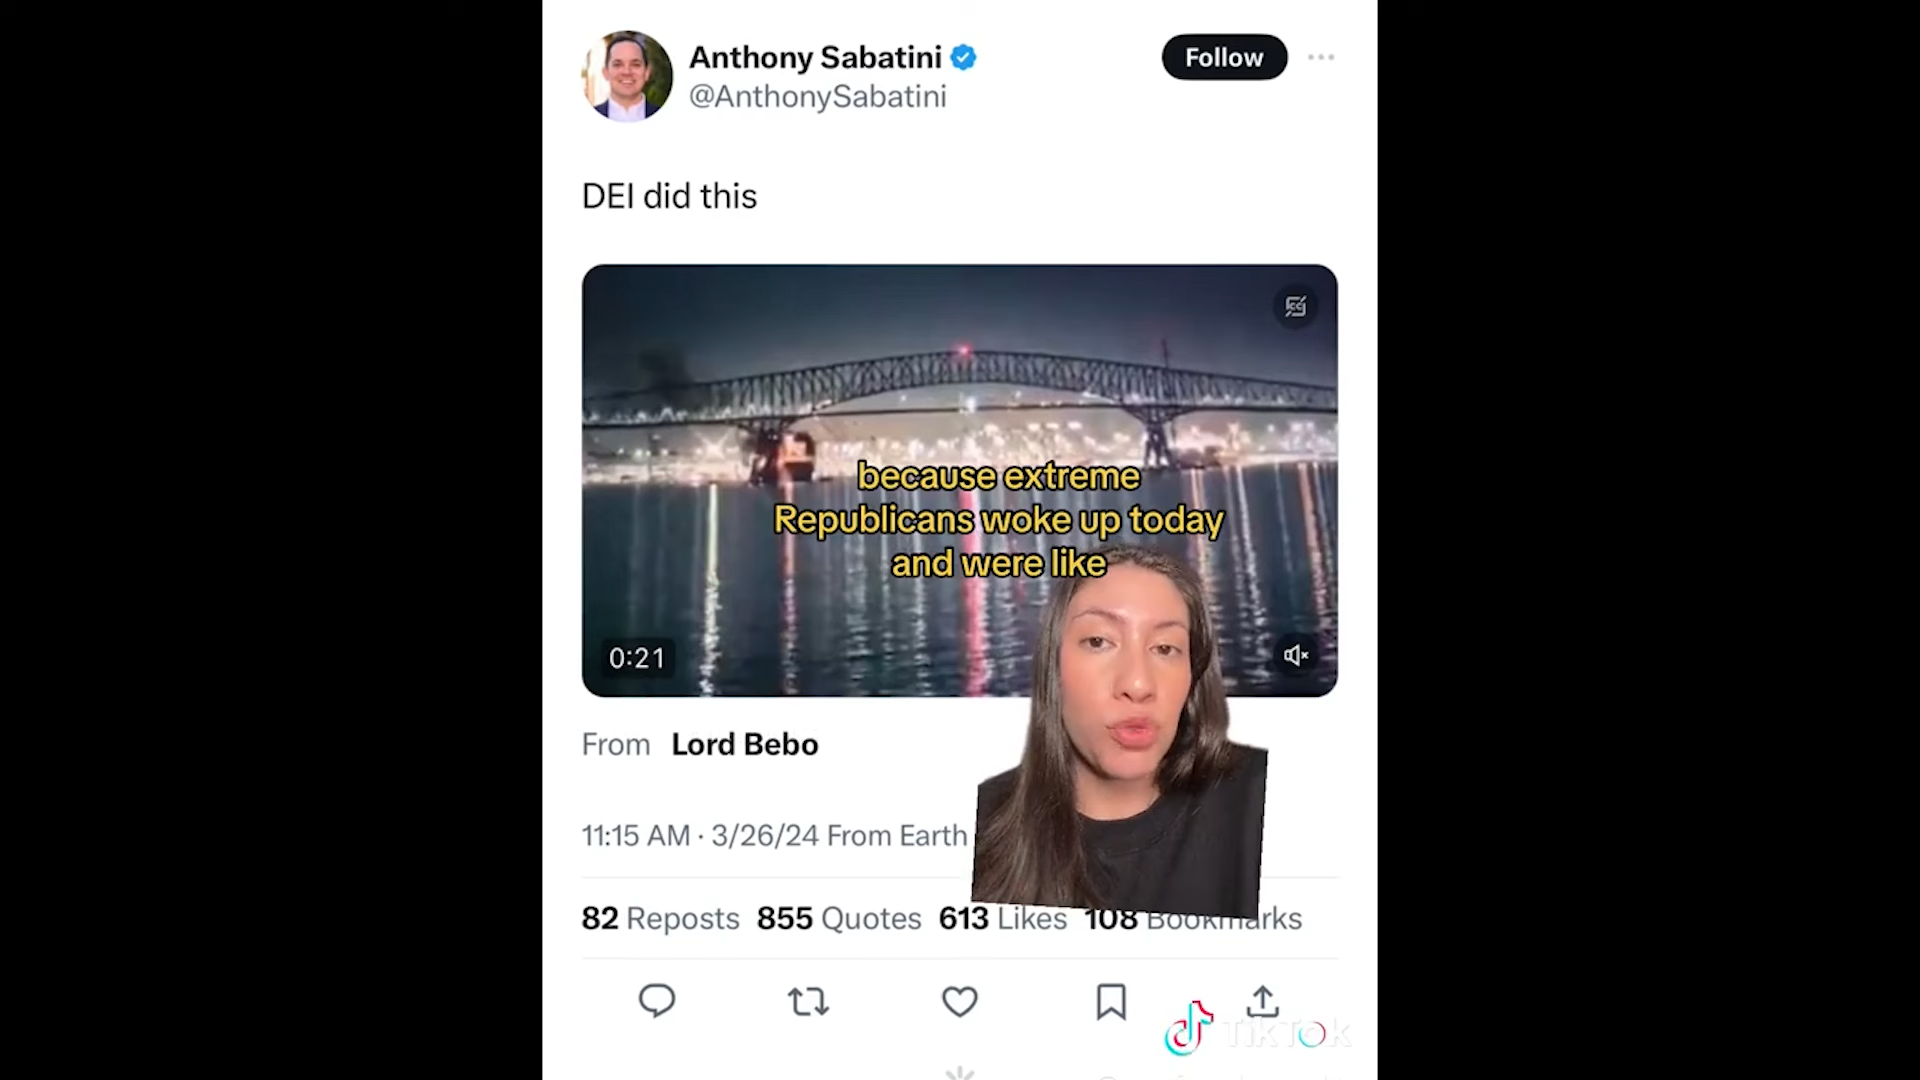 Anthony Sabatini
Follow
@AnthonySabatini
DEI did this
because extreme
Republicans woke up today
and were like
0:21
From Lord Bebo
11:15 AM · 3/26/24 From Earth
82 Reposts 855 Quotes 613 Likes 108 Bookmarks
TikTok